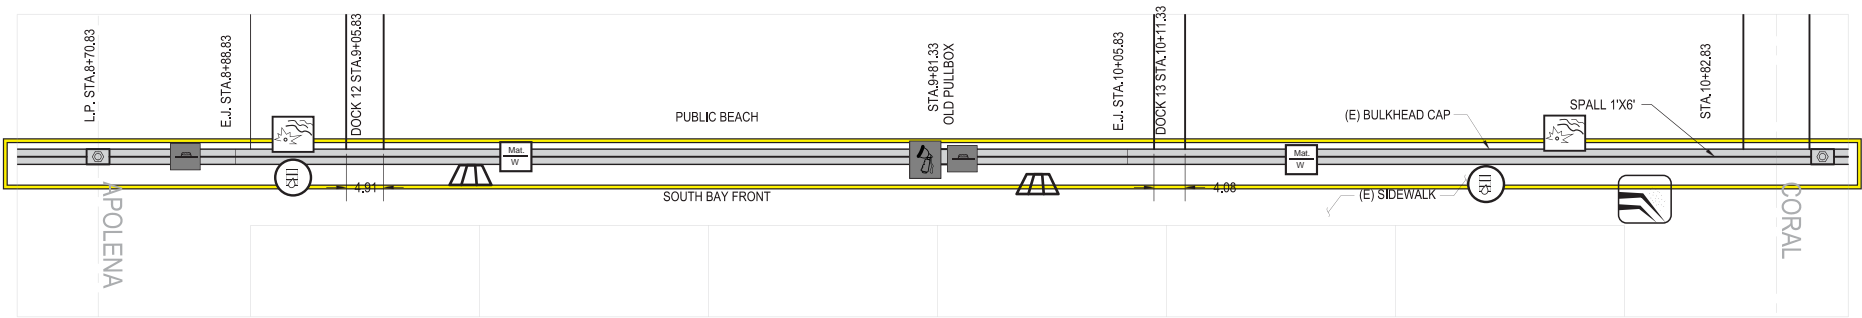 L.P. STA.8+70.83
E.J. STA.8+88.83
DOCK 12 STA.9+05.83
PUBLIC BEACH
STA.9+81.33
OLD PULLBOX
E.J. STA.10+05.83
DOCK 13 STA.10+11.33
(E) BULKHEAD CAP
SPALL 1'X6'
STA.10+82.83
Mat.
W
Mat.
W
4.91
SOUTH BAY FRONT
4.08
(E) SIDEWALK
APOLENA
CORAL